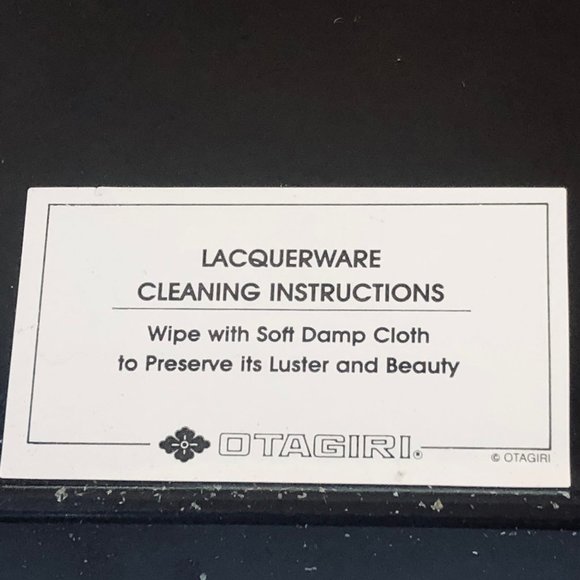 LACQUERWARE
CLEANING INSTRUCTIONS
Wipe with Soft Damp Cloth
to Preserve its Luster and Beauty
OTAGIRI®
© OTAGIRI